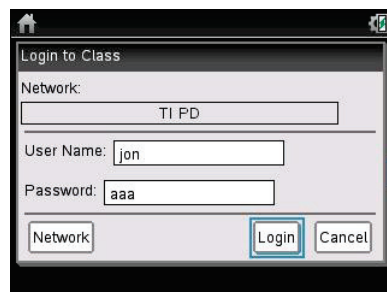 Login to Class
Network:
TI PD
User Name: jon
Password: aaa
Network Login Cancel